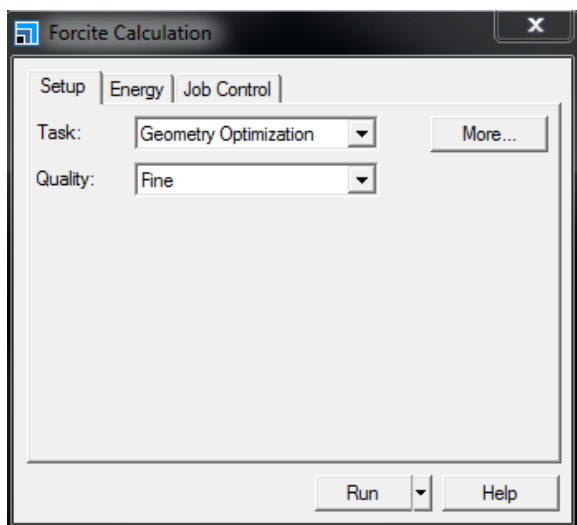 Forcite Calculation
Setup Energy Job Control
Task: Geometry Optimization More...
Quality: Fine
Run Help